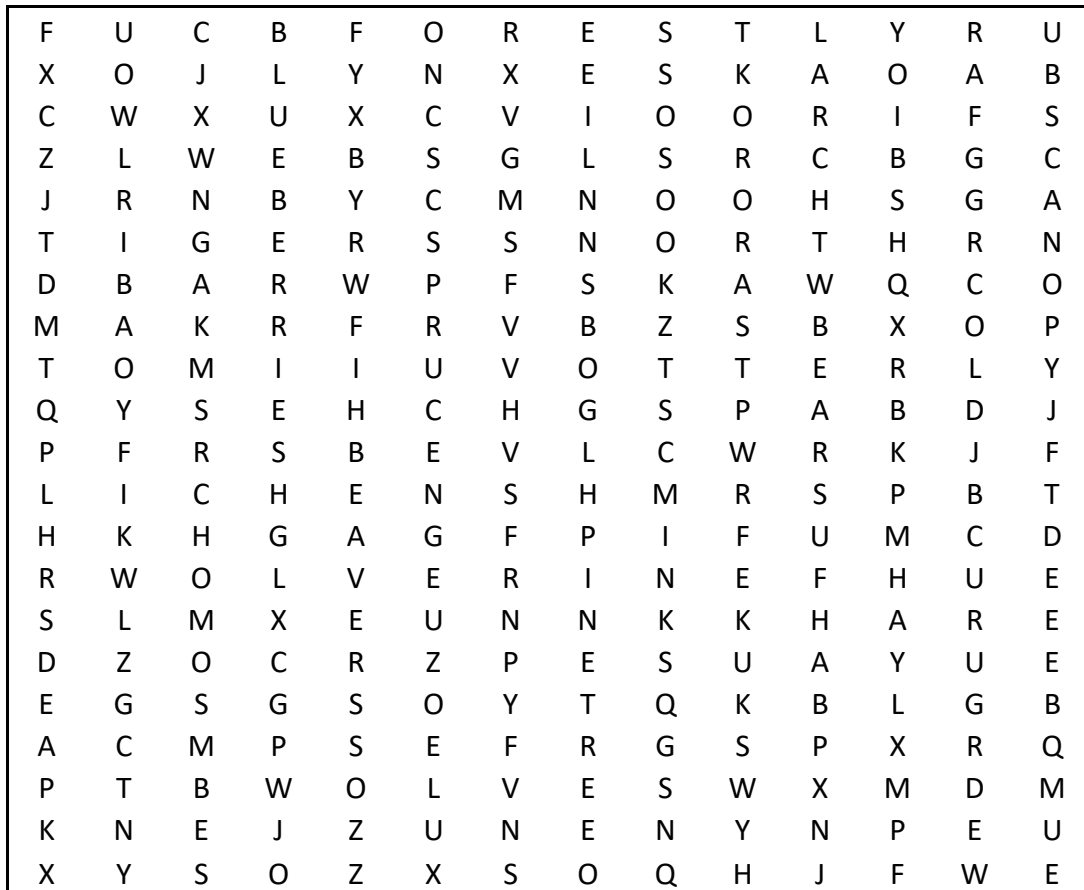 F U C B F O R E S T L Y R U
X O J L Y N X E S K A O A B
C W X U X C V I O O R I F S
Z L W E B S G L S R C B G C
J R N B Y C M N O O H S G A
T I G E R S S N O R T H R N
D B A R W P F S K A W Q C O
M A K R F R V B Z S B X O P
T O M I I U V O T T E R L Y
Q Y S E H C H G S P A B D J
P F R S B E V L C W R K J F
L I C H E N S H M R S P B T
H K H G A G F P I F U M C D
R W O L V E R I N E F H U E
S L M X E U N N K K H A R E
D Z O C R Z P E S U A Y U E
E G S G S O Y T Q K B L G B
A C M P S E F R G S P X R Q
P T B W O L V E S W X M D M
K N E J Z U N E N Y N P E U
X Y S O Z X S O Q H J F W E